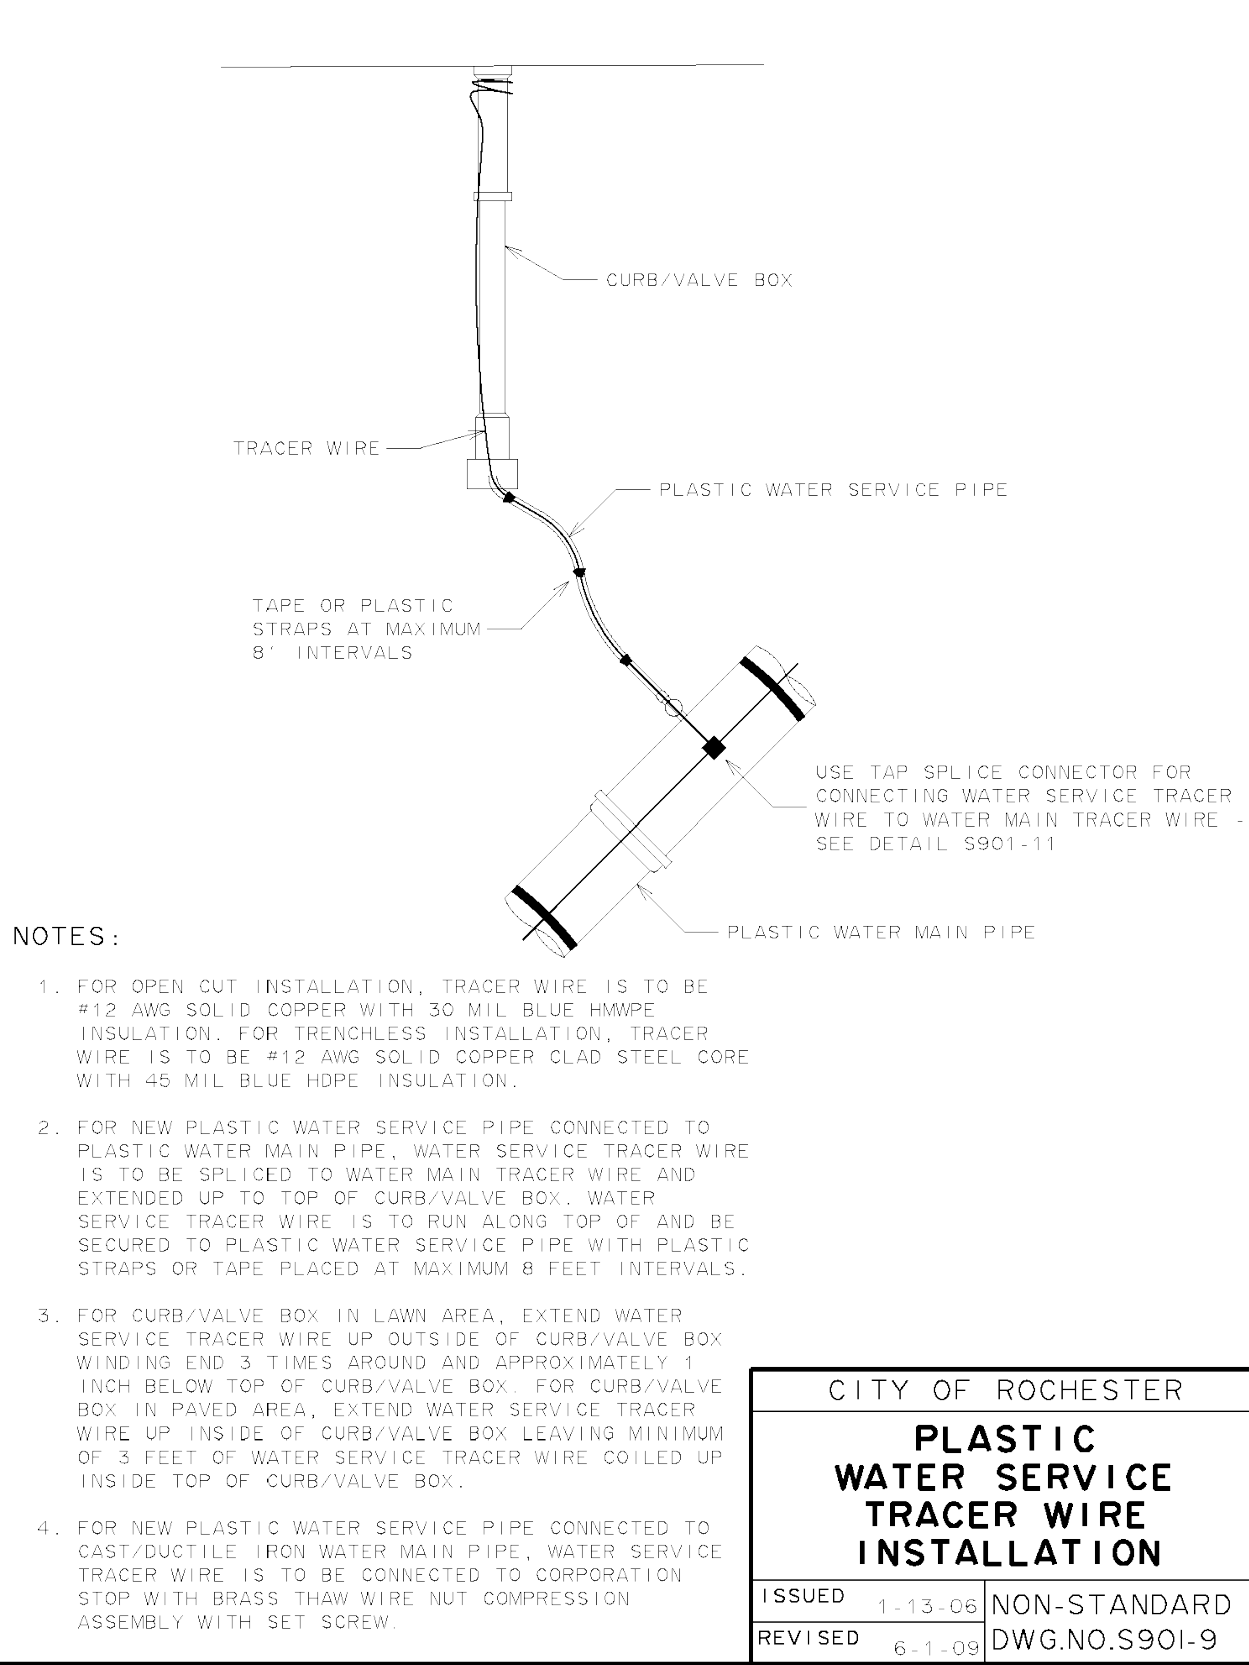 CURB/VALVE BOX
TRACER WIRE
PLASTIC WATER SERVICE PIPE
TAPE OR PLASTIC
STRAPS AT MAXIMUM
8' INTERVALS
USE TAP SPLICE CONNECTOR FOR
CONNECTING WATER SERVICE TRACER
WIRE TO WATER MAIN TRACER WIRE -
SEE DETAIL S901-11
PLASTIC WATER MAIN PIPE
NOTES:
1. FOR OPEN CUT INSTALLATION, TRACER WIRE IS TO BE
#12 AWG SOLID COPPER WITH 30 MIL BLUE HMWPE
INSULATION. FOR TRENCHLESS INSTALLATION, TRACER
WIRE IS TO BE #12 AWG SOLID COPPER CLAD STEEL CORE
WITH 45 MIL BLUE HDPE INSULATION.
2. FOR NEW PLASTIC WATER SERVICE PIPE CONNECTED TO
PLASTIC WATER MAIN PIPE, WATER SERVICE TRACER WIRE
IS TO BE SPLICED TO WATER MAIN TRACER WIRE AND
EXTENDED UP TO TOP OF CURB/VALVE BOX. WATER
SERVICE TRACER WIRE IS TO RUN ALONG TOP OF AND BE
SECURED TO PLASTIC WATER SERVICE PIPE WITH PLASTIC
STRAPS OR TAPE PLACED AT MAXIMUM 8 FEET INTERVALS.
3. FOR CURB/VALVE BOX IN LAWN AREA, EXTEND WATER
SERVICE TRACER WIRE UP OUTSIDE OF CURB/VALVE BOX
WINDING END 3 TIMES AROUND AND APPROXIMATELY 1
INCH BELOW TOP OF CURB/VALVE BOX. FOR CURB/VALVE
BOX IN PAVED AREA, EXTEND WATER SERVICE TRACER
WIRE UP INSIDE OF CURB/VALVE BOX LEAVING MINIMUM
OF 3 FEET OF WATER SERVICE TRACER WIRE COILED UP
INSIDE TOP OF CURB/VALVE BOX.
4. FOR NEW PLASTIC WATER SERVICE PIPE CONNECTED TO
CAST/DUCTILE IRON WATER MAIN PIPE, WATER SERVICE
TRACER WIRE IS TO BE CONNECTED TO CORPORATION
STOP WITH BRASS THAW WIRE NUT COMPRESSION
ASSEMBLY WITH SET SCREW.
CITY OF ROCHESTER
PLASTIC
WATER SERVICE
TRACER WIRE
INSTALLATION
ISSUED 1-13-06
REVISED 6-1-09
NON-STANDARD
DWG.NO.S901-9